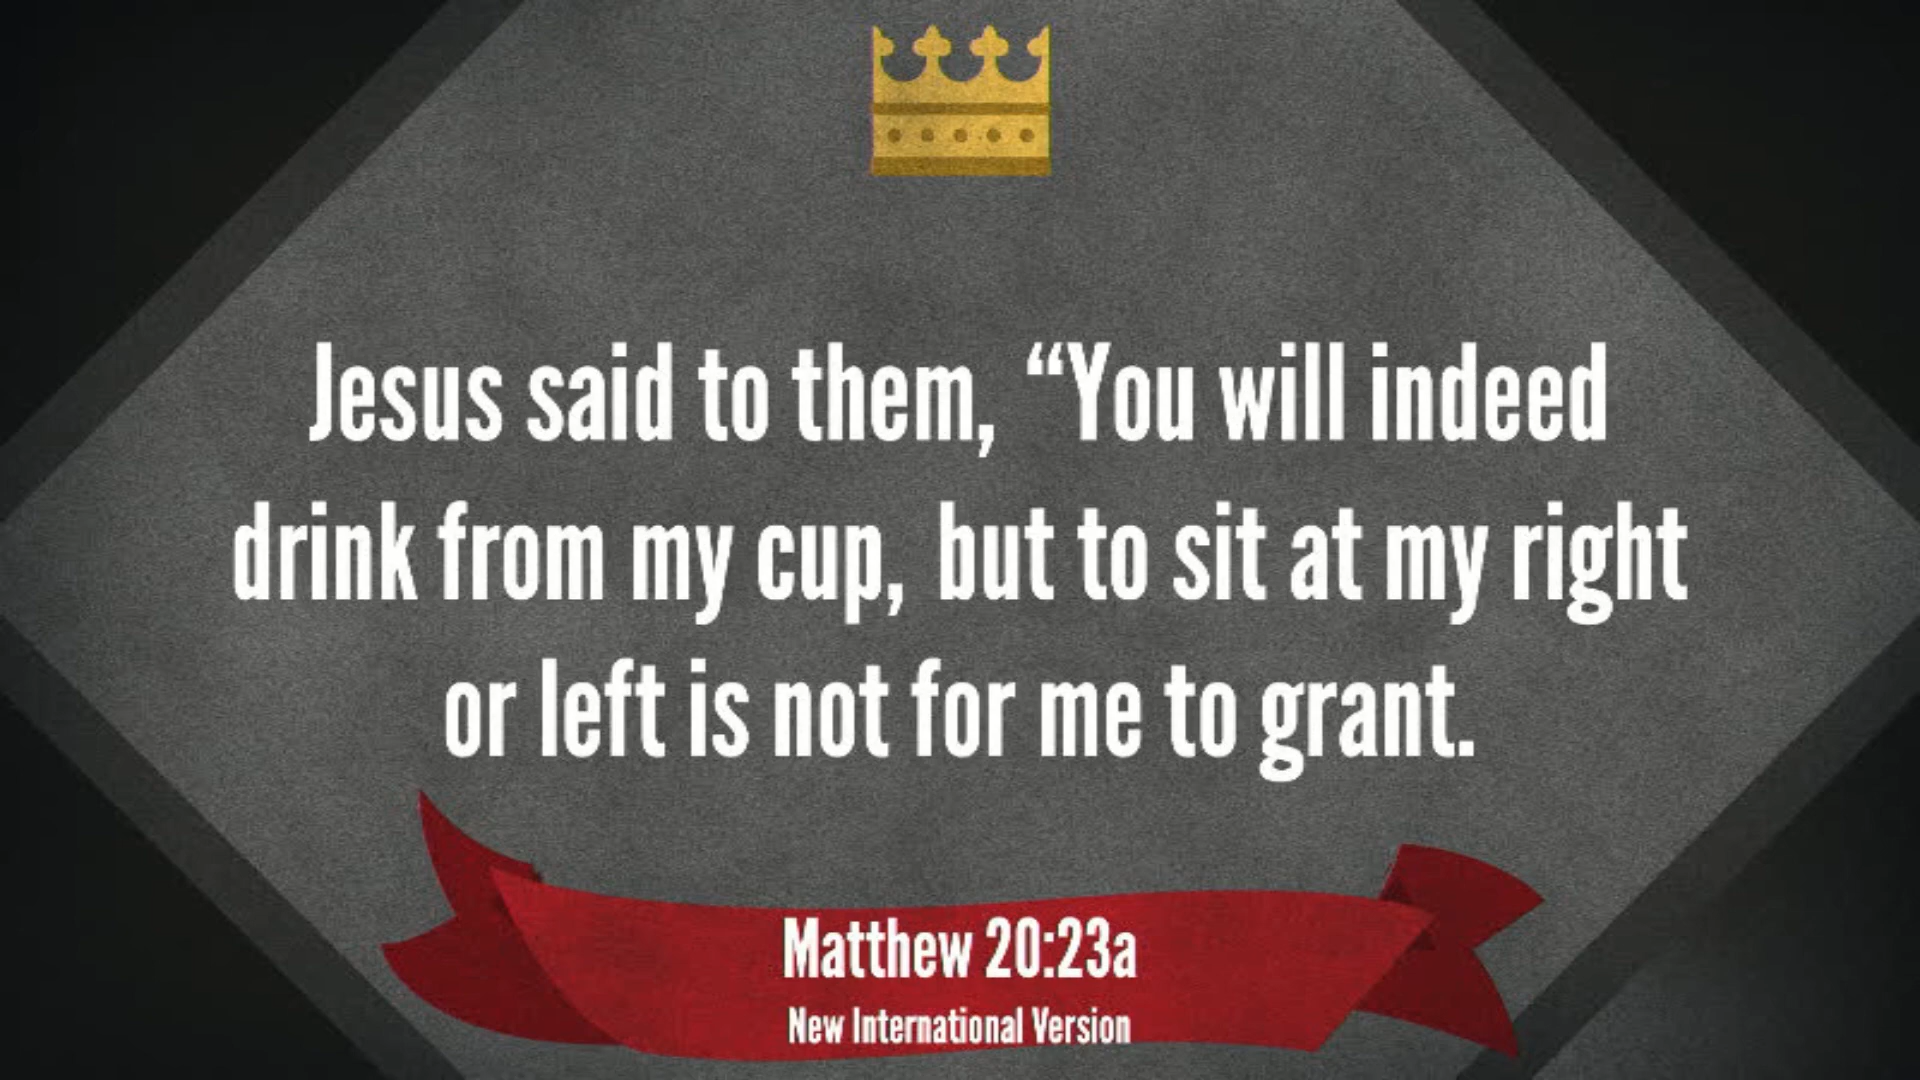 Jesus said to them, “You will indeed
drink from my cup, but to sit at my right
or left is not for me to grant.
Matthew 20:23a
New International Version